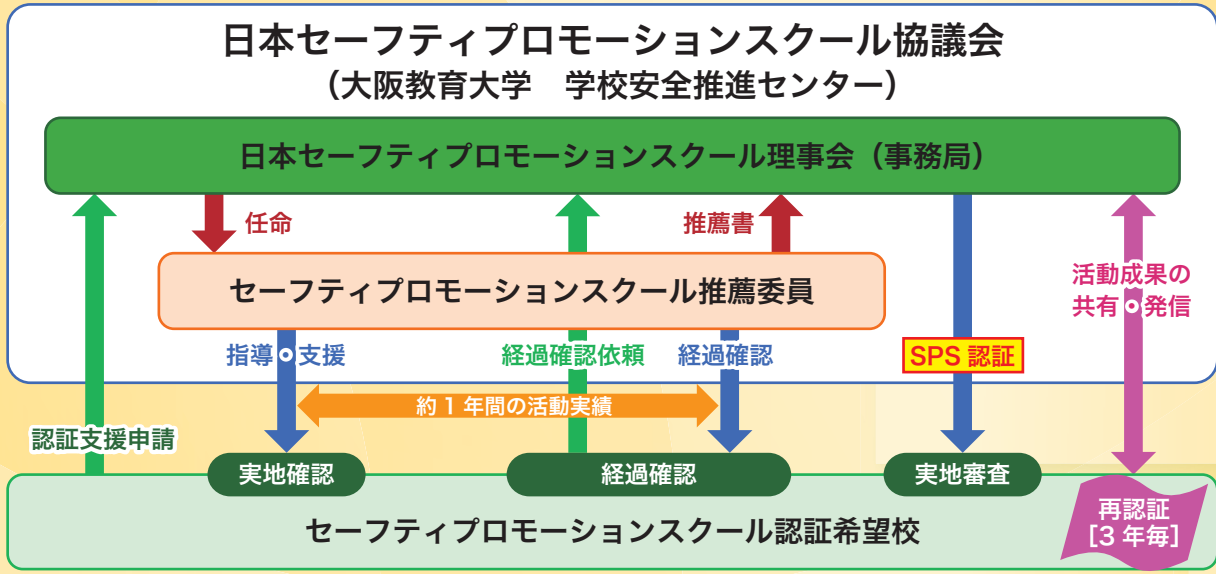 日本セーフティプロモーションスクール協議会
（大阪教育大学　学校安全推進センター）
日本セーフティプロモーションスクール理事会（事務局）
任命
推薦書
セーフティプロモーションスクール推薦委員
活動成果の
共有・発信
指導・支援
経過確認依頼
経過確認
SPS 認証
約 1 年間の活動実績
認証支援申請
実地確認
経過確認
実地審査
セーフティプロモーションスクール認証希望校
再認証
[3 年毎]